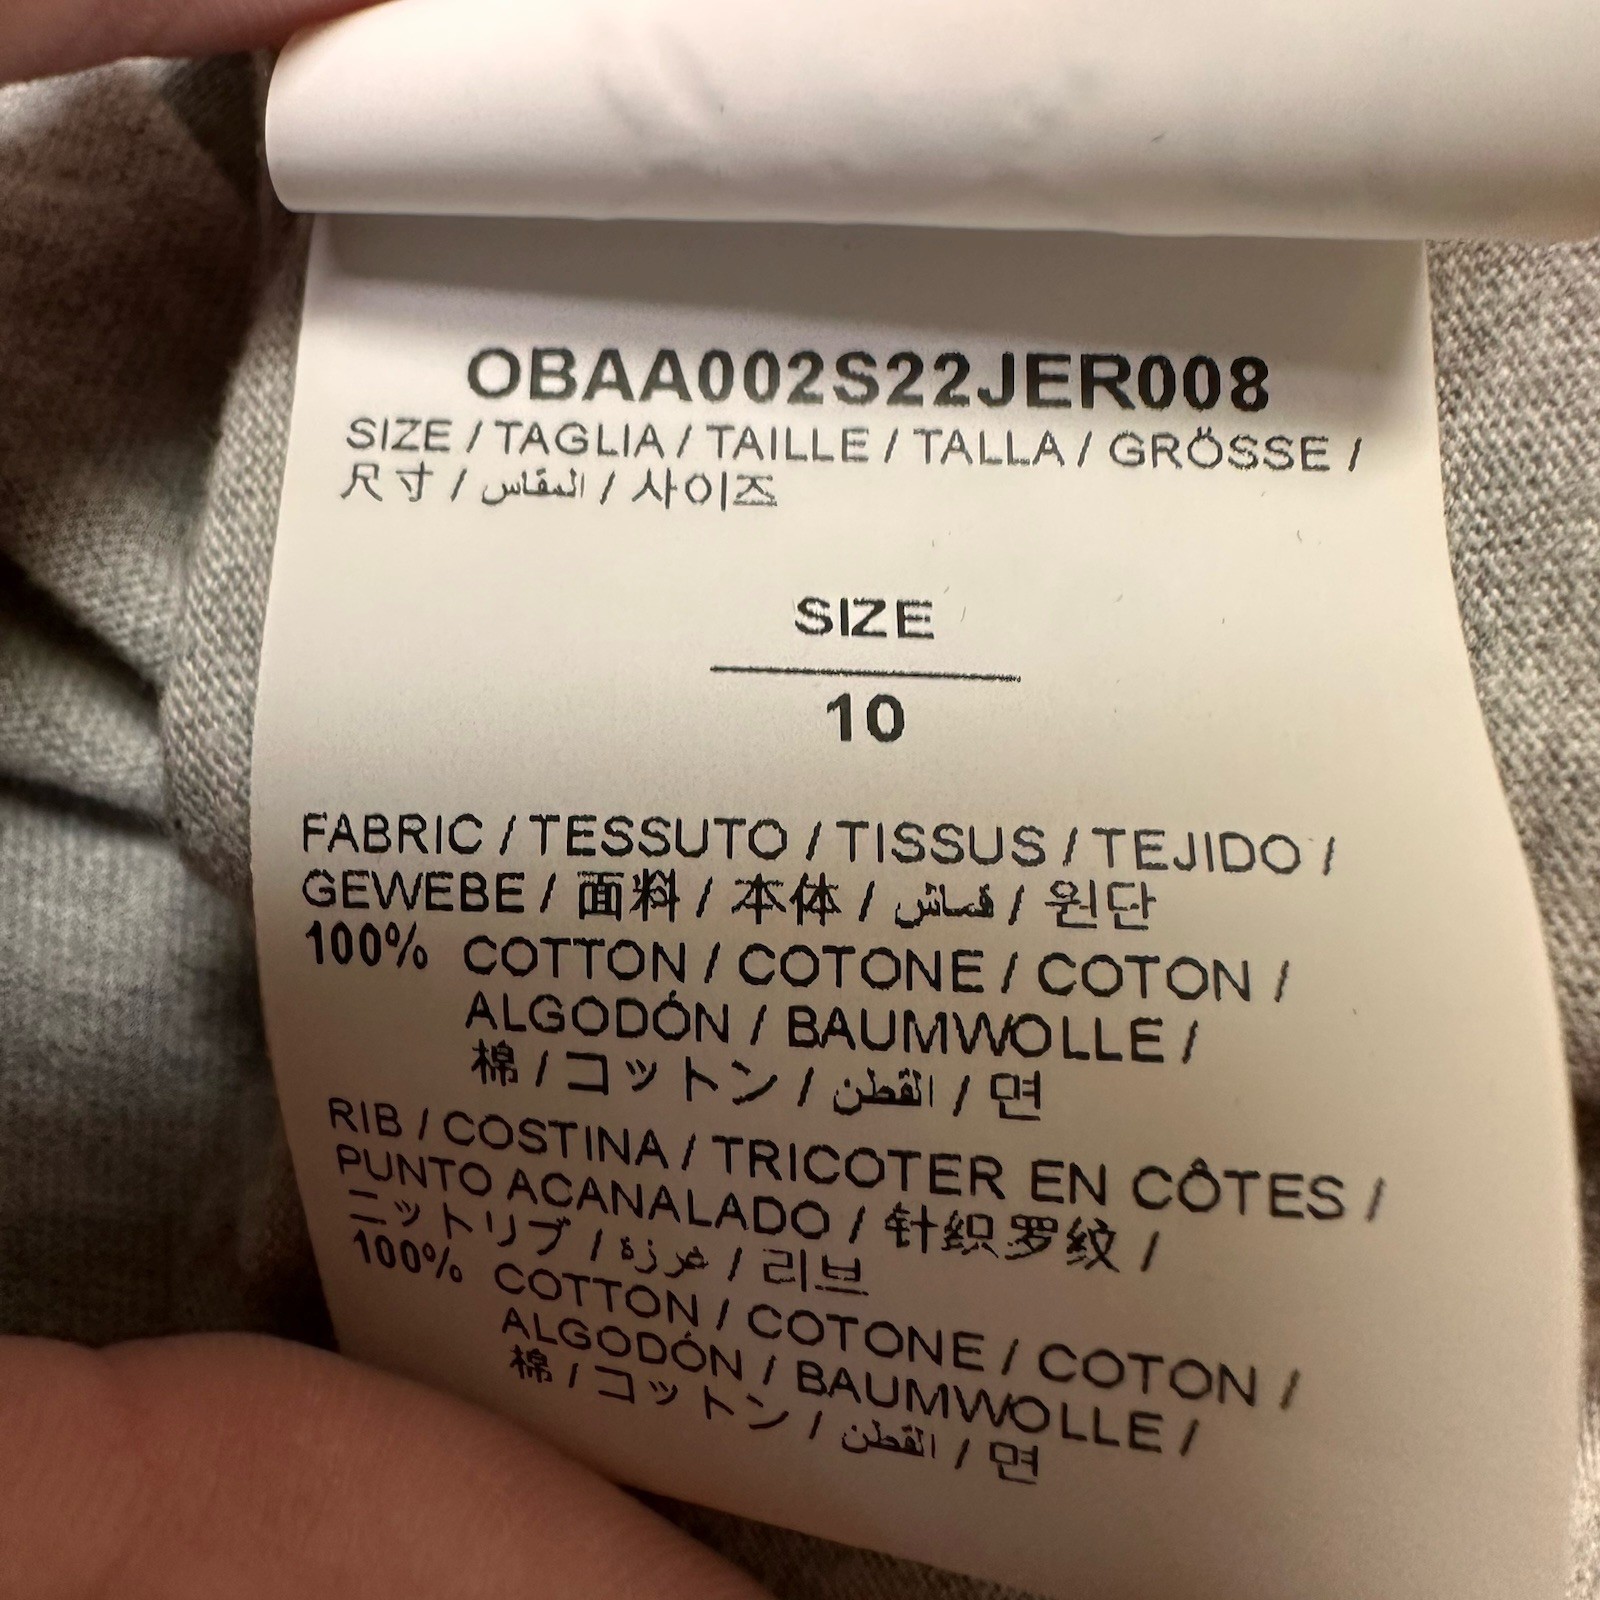 OBAA002S22JER008
SIZE / TAGLIA / TAILLE / TALLA / GRÖSSE /
尺寸 / المقاس / 사이즈
SIZE
10
FABRIC / TESSUTO / TISSUS / TEJIDO /
GEWEBE / 面料 / 本体 / قماش / 원단
100% COTTON / COTONE / COTON /
ALGODÓN / BAUMWOLLE /
棉 / コットン / القطن / 면
RIB / COSTINA / TRICOTER EN CÔTES /
PUNTO ACANALADO / 针织罗纹 /
ニットリブ / غرزة / 리브
100% COTTON / COTONE / COTON /
ALGODÓN / BAUMWOLLE /
棉 / コットン / القطن / 면